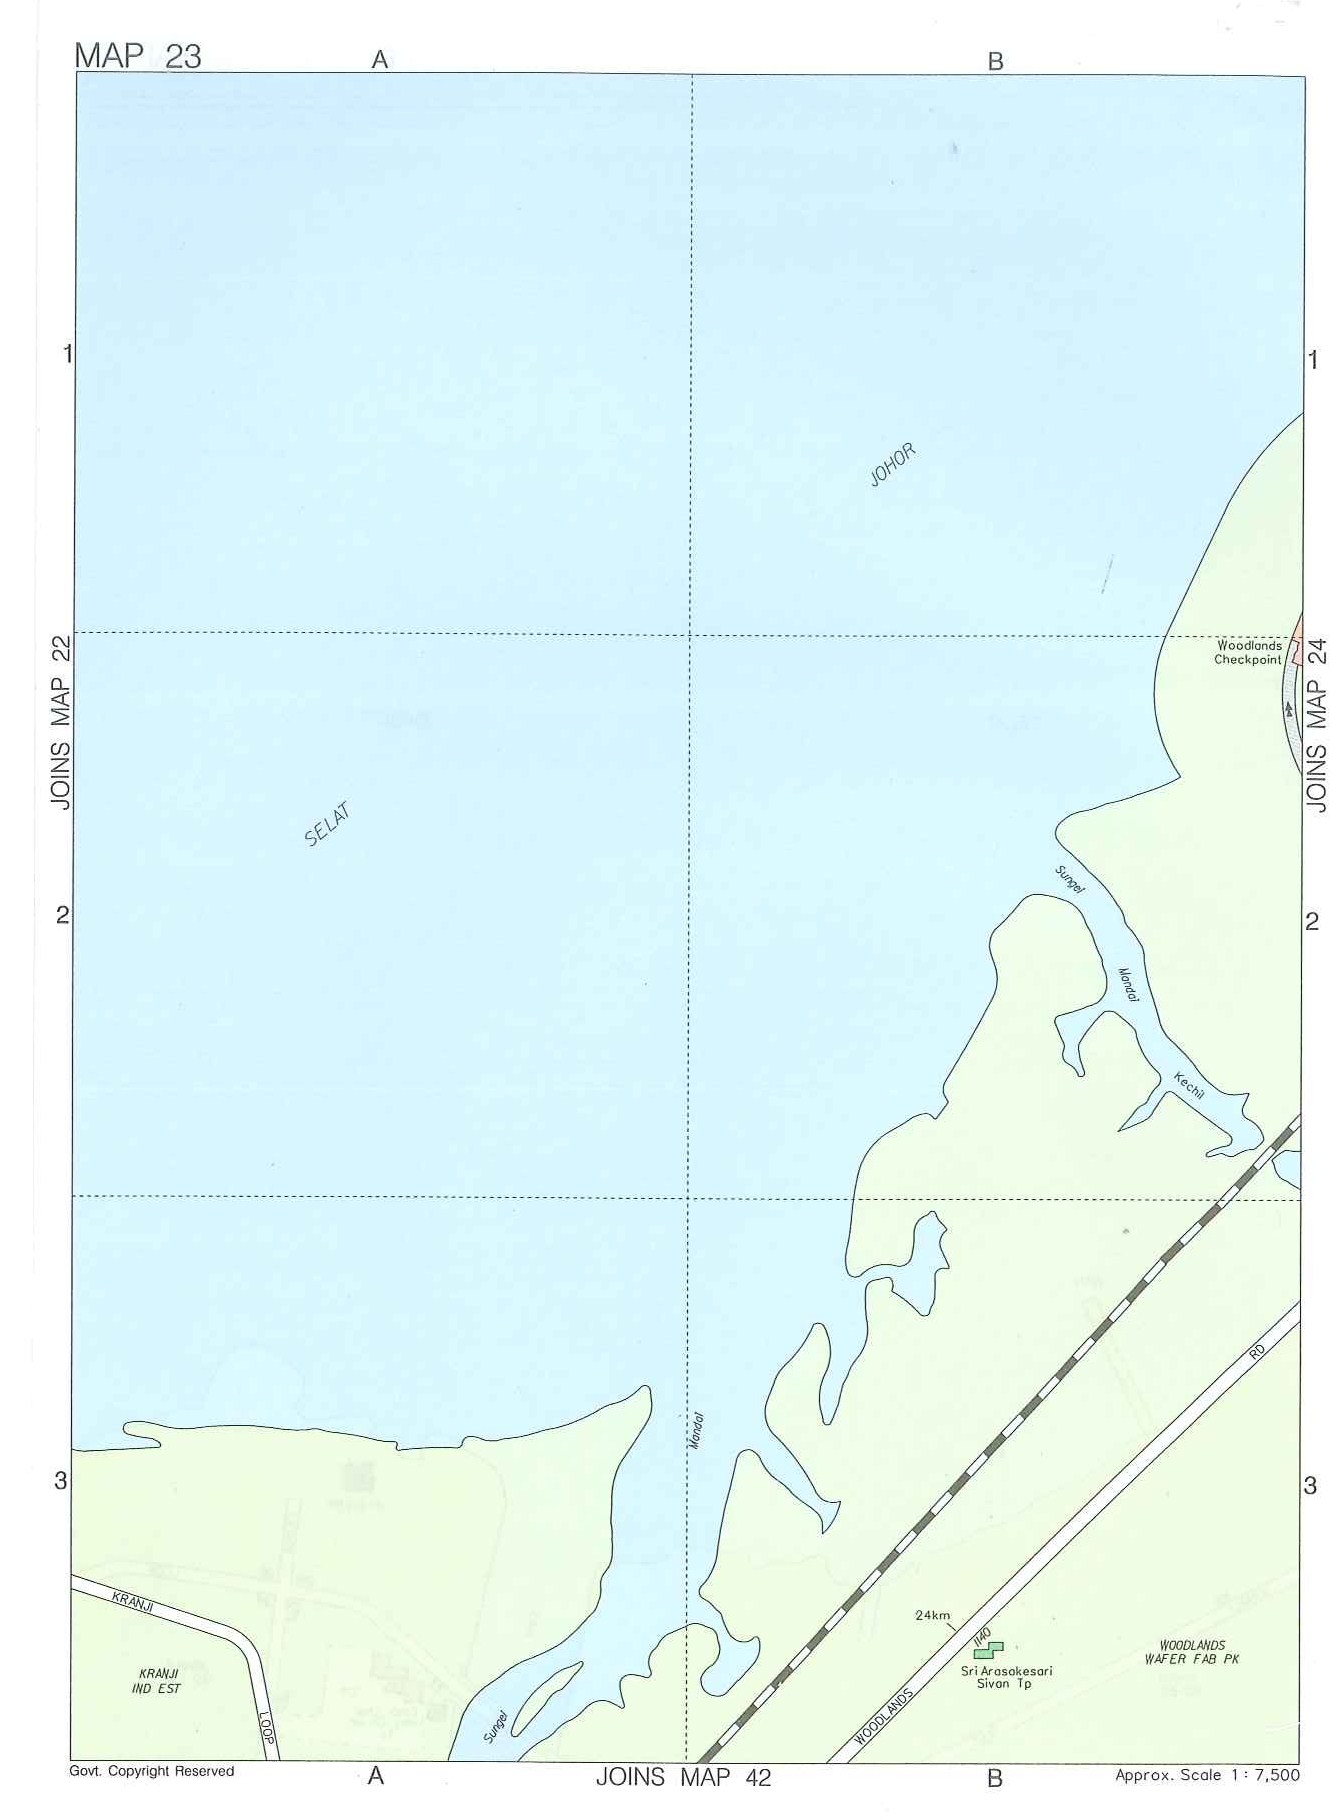 MAP 23
A
B
1
1
JOHOR
JOINS MAP 22
Woodlands
Checkpoint
JOINS MAP 24
SELAT
Sungei
2
2
Mandai
Kechil
RD
Mandai
3
3
KRANJI
24km
1140
WOODLANDS
WAFER FAB PK
KRANJI
IND EST
Sri Arasakesari
Sivan Tp
LOOP
Sungei
WOODLANDS
Govt. Copyright Reserved
A
JOINS MAP 42
B
Approx. Scale 1 : 7,500